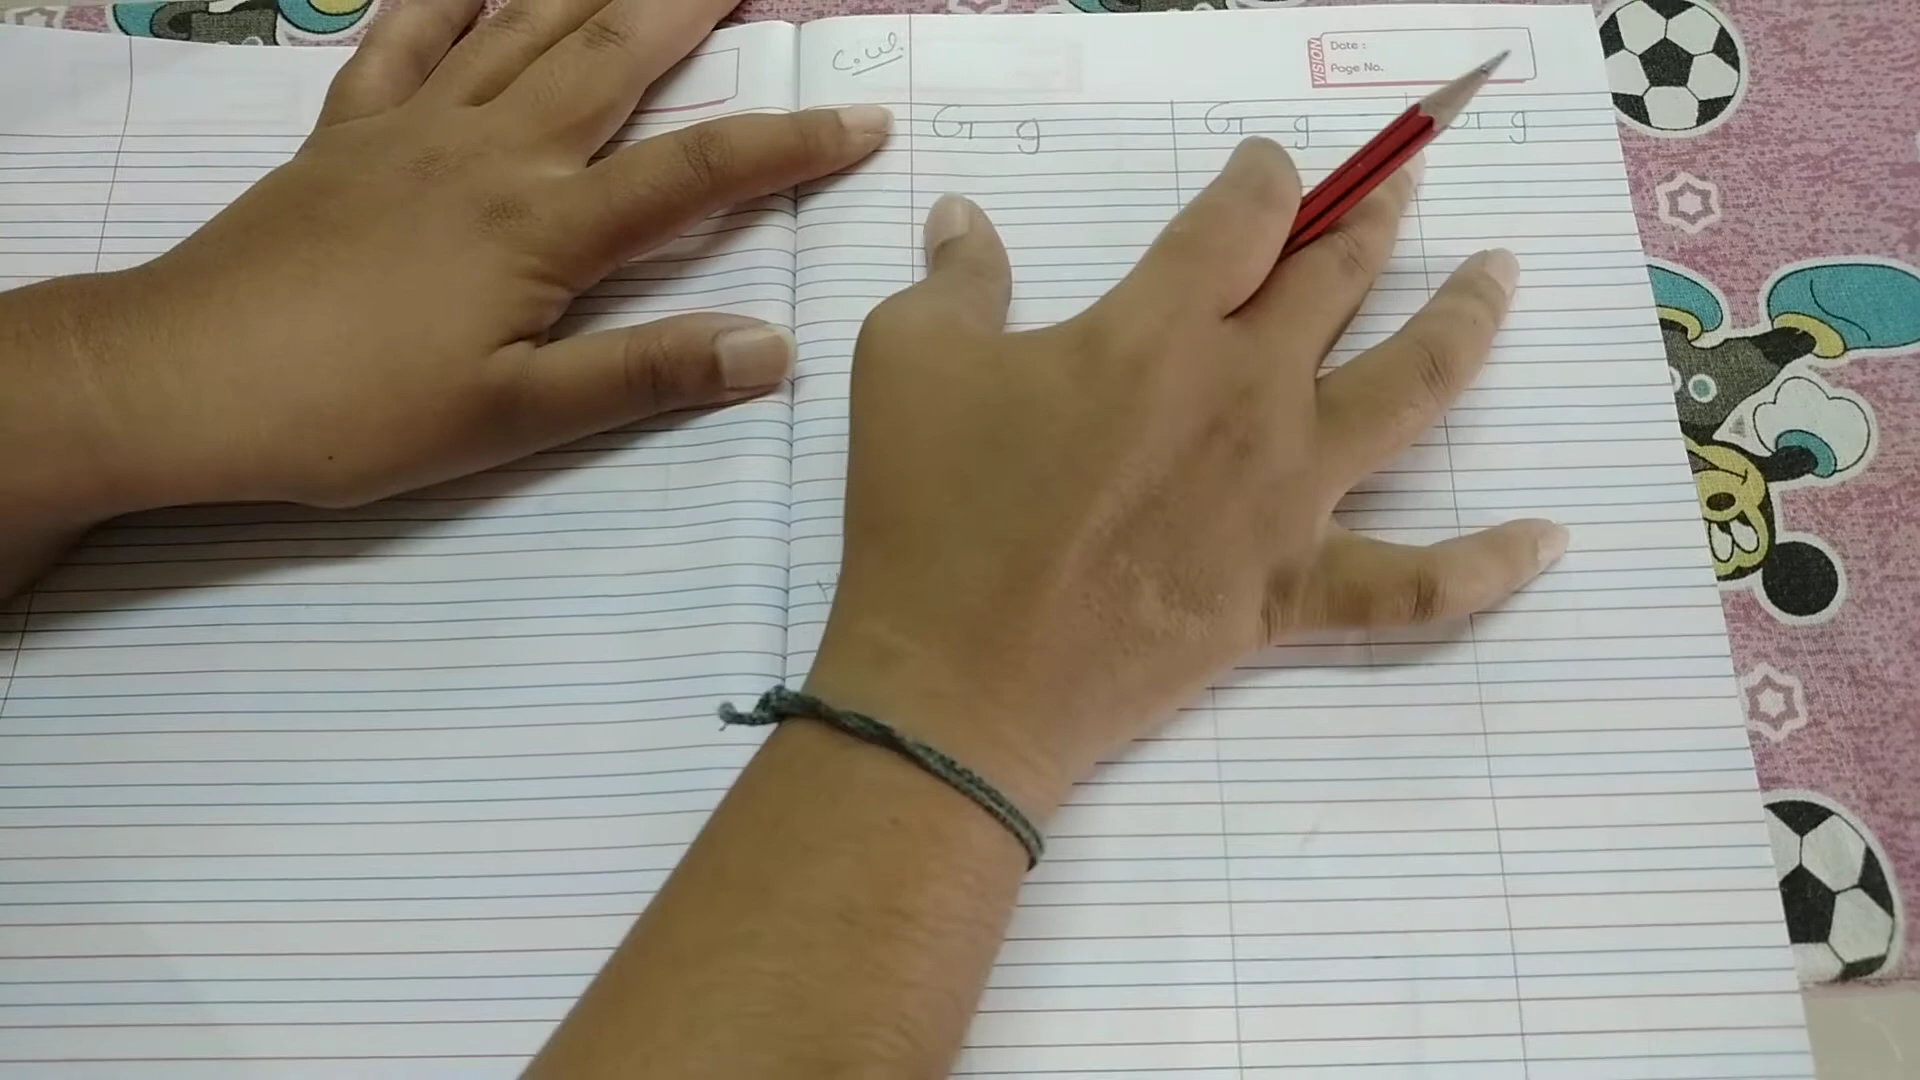 C.W.
VISION
Date :
Page No.
G g G g G g